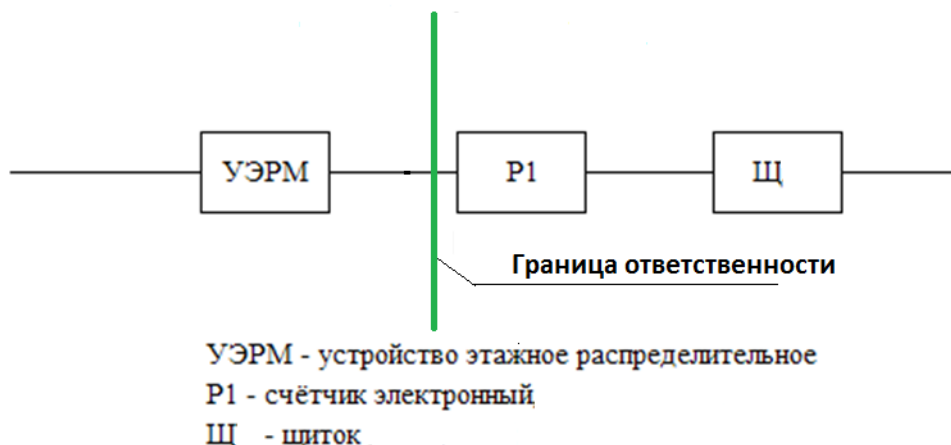 УЭРМ Р1 Щ
Граница ответственности
УЭРМ - устройство этажное распределительное
Р1 - счётчик электронный
Щ - щиток